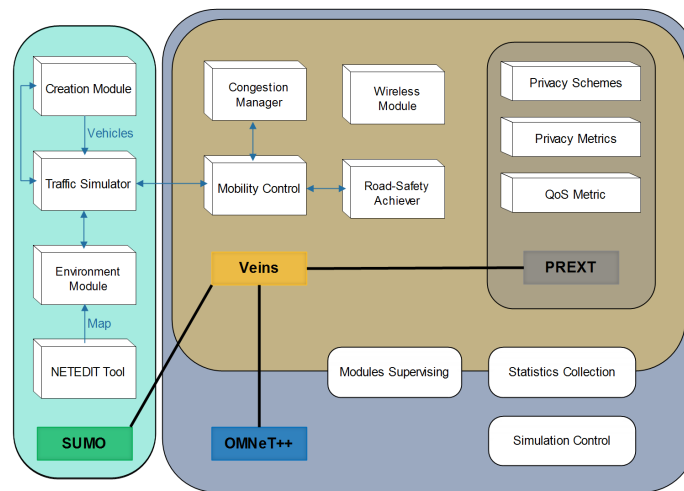 Creation Module
Vehicles
Traffic Simulator
Environment
Module
Map
NETEDIT Tool
SUMO
Congestion
Manager
Wireless
Module
Mobility Control
Road-Safety
Achiever
Veins
Privacy Schemes
Privacy Metrics
QoS Metric
PREXT
Modules Supervising
Statistics Collection
OMNeT++
Simulation Control